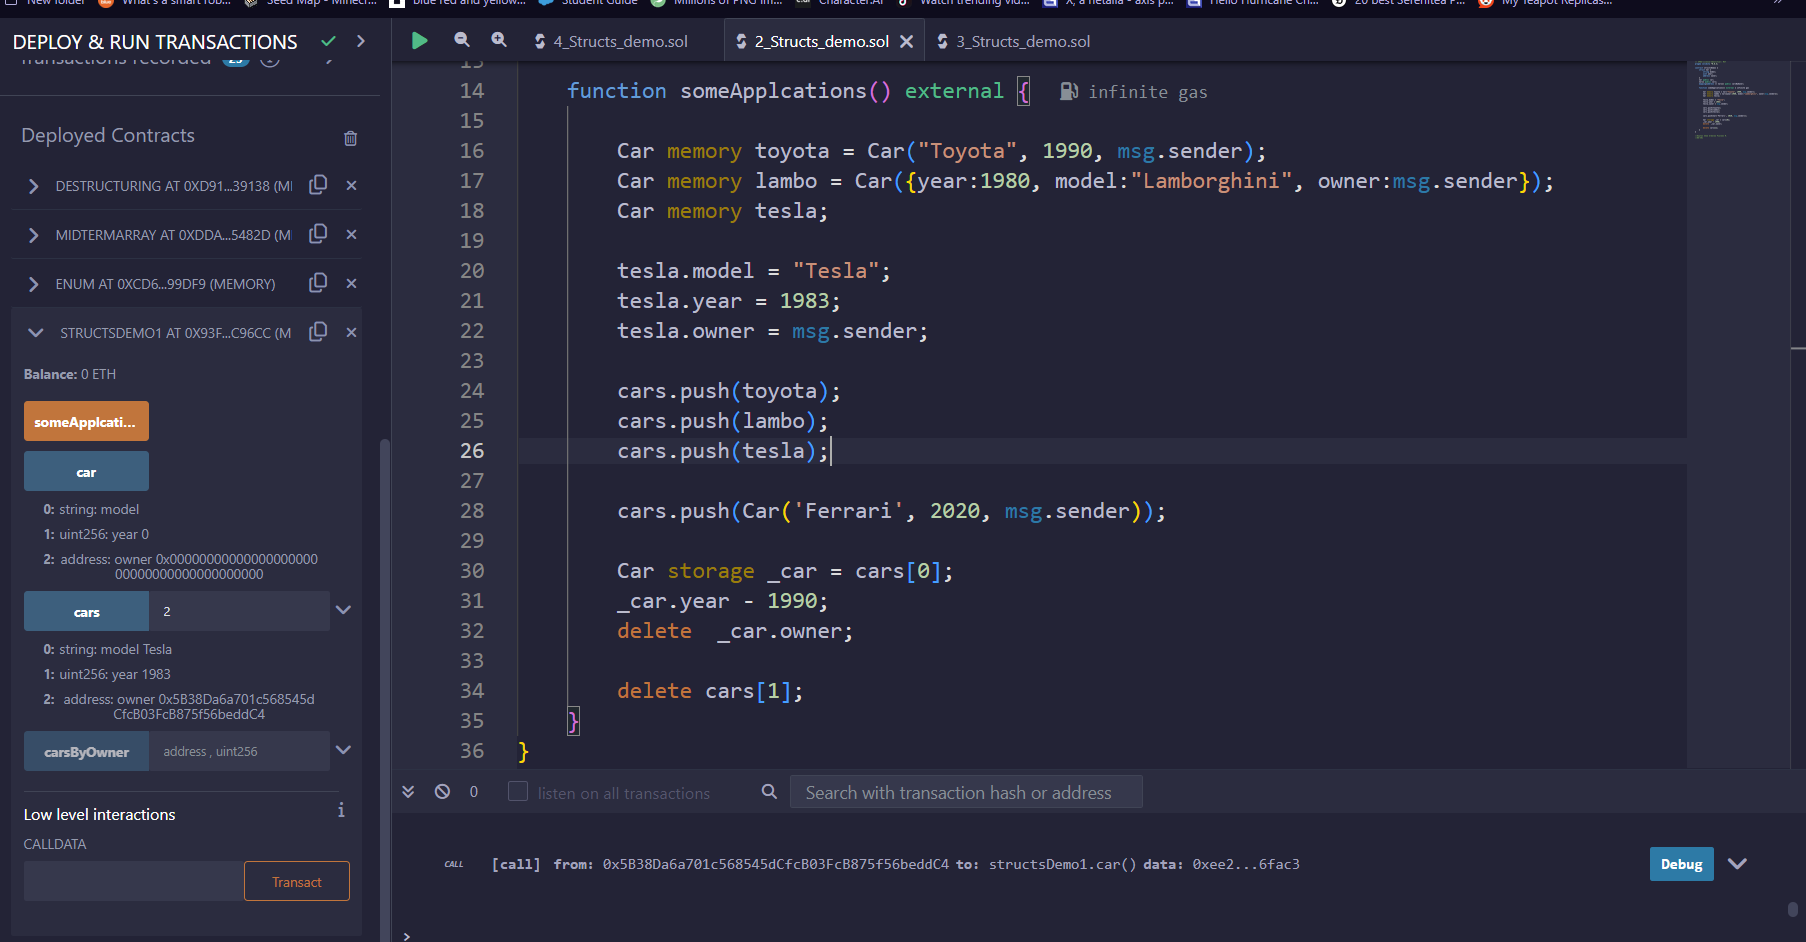 New folder
What's a smart rob...
Seed Map - Minecr...
blue red and yellow...
Student Guide
Millions of PNG Im...
Character.AI
Watch trending vid...
X, a hetalia - axis p...
Hello Hurricane Ch...
20 best Serenitea P...
My Teapot Replicas...
DEPLOY & RUN TRANSACTIONS
4_Structs_demo.sol
2_Structs_demo.sol
3_Structs_demo.sol
Transactions recorded
Deployed Contracts
DESTRUCTURING AT 0XD91...39138 (MI
MIDTERMARRAY AT 0XDDA...5482D (MI
ENUM AT 0XCD6...99DF9 (MEMORY)
STRUCTSDEMO1 AT 0X93F...C96CC (M
Balance: 0 ETH
someApplcati...
car
0: string: model
1: uint256: year 0
2: address: owner 0x00000000000000000000
00000000000000000000
cars 2
0: string: model Tesla
1: uint256: year 1983
2: address: owner 0x5B38Da6a701c568545d
CfcB03FcB875f56beddC4
carsByOwner address , uint256
Low level interactions
i
CALLDATA
Transact
13
14 function someApplcations() external { infinite gas
15
16 Car memory toyota = Car("Toyota", 1990, msg.sender);
17 Car memory lambo = Car({year:1980, model:"Lamborghini", owner:msg.sender});
18 Car memory tesla;
19
20 tesla.model = "Tesla";
21 tesla.year = 1983;
22 tesla.owner = msg.sender;
23
24 cars.push(toyota);
25 cars.push(lambo);
26 cars.push(tesla);
27
28 cars.push(Car('Ferrari', 2020, msg.sender));
29
30 Car storage _car = cars[0];
31 _car.year - 1990;
32 delete  _car.owner;
33
34 delete cars[1];
35 }
36 }
0 listen on all transactions Search with transaction hash or address
CALL [call] from: 0x5B38Da6a701c568545dCfcB03FcB875f56beddC4 to: structsDemo1.car() data: 0xee2...6fac3 Debug
>